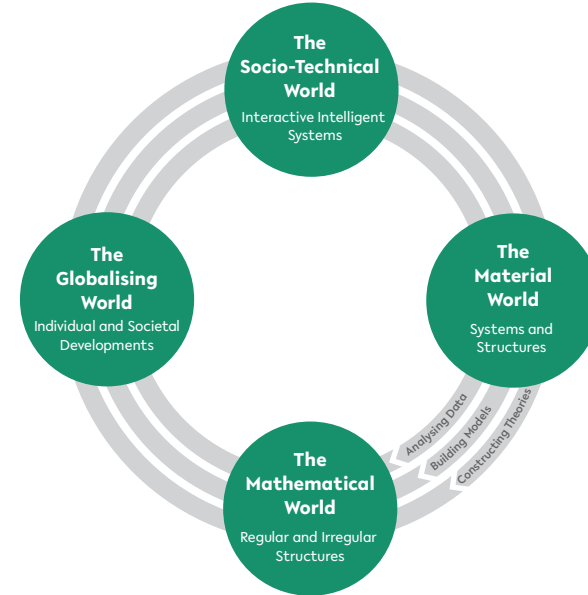 The
Socio-Technical
World
Interactive Intelligent
Systems
The
Globalising
World
Individual and Societal
Developments
The
Material
World
Systems and
Structures
Analysing Data
Building Models
Constructing Theories
The
Mathematical
World
Regular and Irregular
Structures